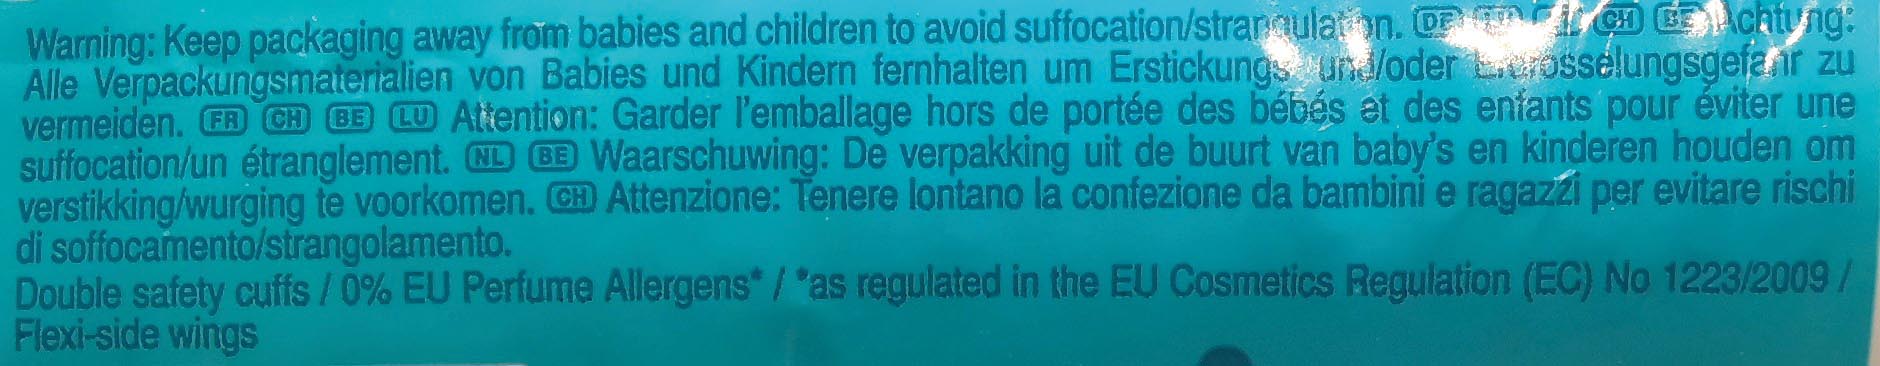 Warning: Keep packaging away from babies and children to avoid suffocation/strangulation. DE CH BE Achtung:
Alle Verpackungsmaterialien von Babies und Kindern fernhalten um Erstickungs- und/oder Erdrosselungsgefahr zu
vermeiden. FR CH BE LU Attention: Garder l'emballage hors de portée des bébés et des enfants pour éviter une
suffocation/un étranglement. NL BE Waarschuwing: De verpakking uit de buurt van baby's en kinderen houden om
verstikking/wurging te voorkomen. CH Attenzione: Tenere lontano la confezione da bambini e ragazzi per evitare rischi
di soffocamento/strangolamento.
Double safety cuffs / 0% EU Perfume Allergens* / *as regulated in the EU Cosmetics Regulation (EC) No 1223/2009 /
Flexi-side wings